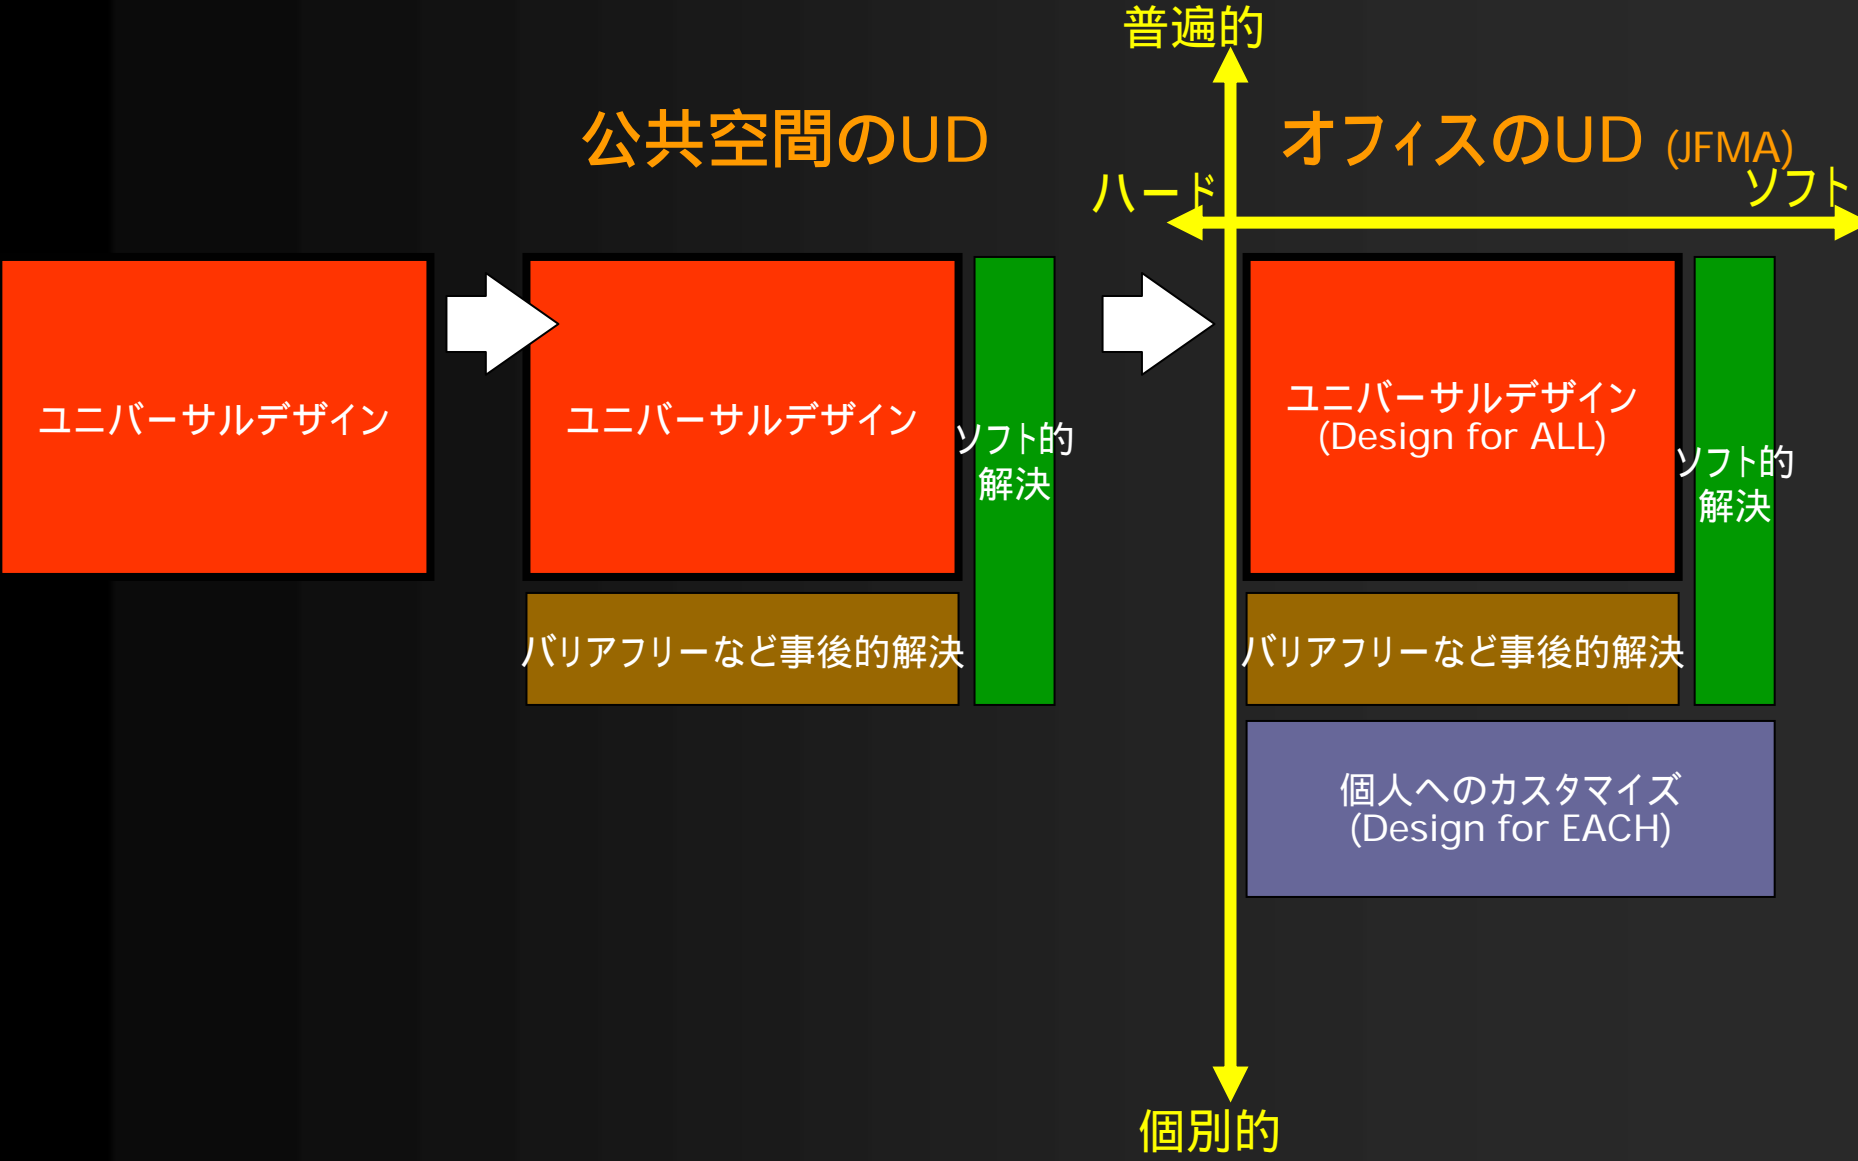 普遍的
公共空間のUD
オフィスのUD (JFMA)
ハード
ソフト
ユニバーサルデザイン
ユニバーサルデザイン
ソフト的
解決
バリアフリーなど事後的解決
ユニバーサルデザイン
(Design for ALL)
ソフト的
解決
バリアフリーなど事後的解決
個人へのカスタマイズ
(Design for EACH)
個別的